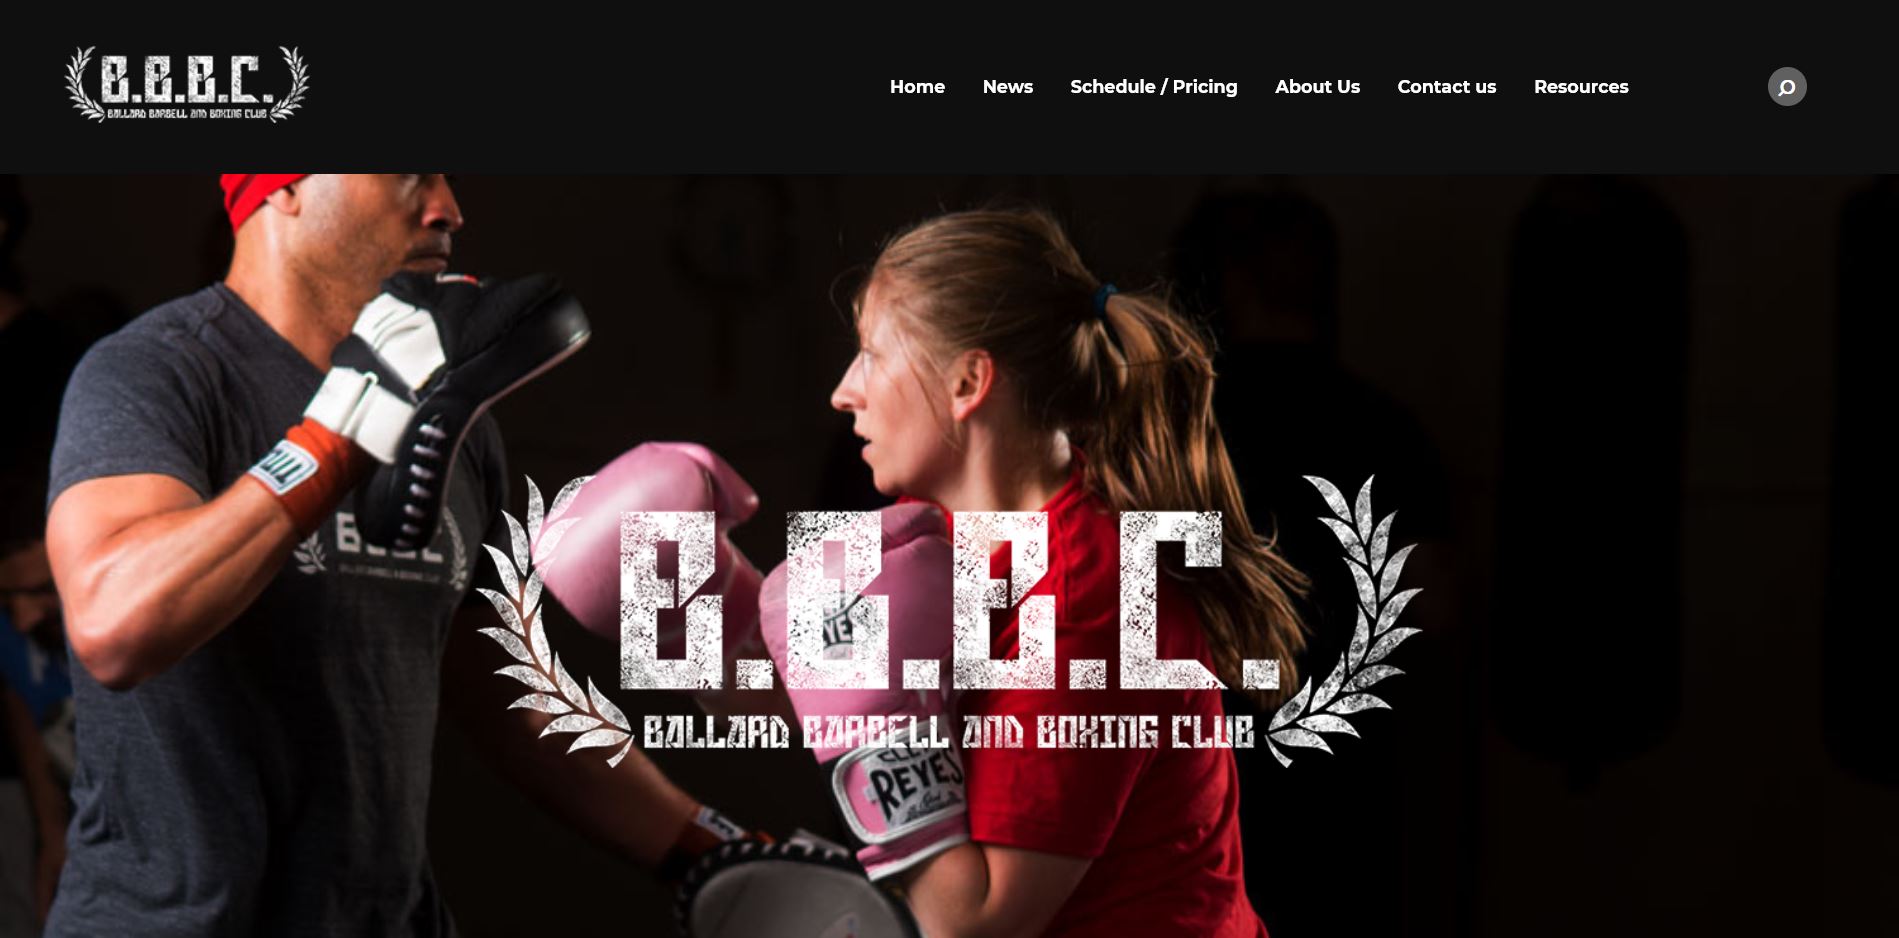 B.B.B.C.
BALLARD BARBELL AND BOXING CLUB
Home News Schedule / Pricing About Us Contact us Resources
B.B.B.C.
BALLARD BARBELL AND BOXING CLUB
REYES